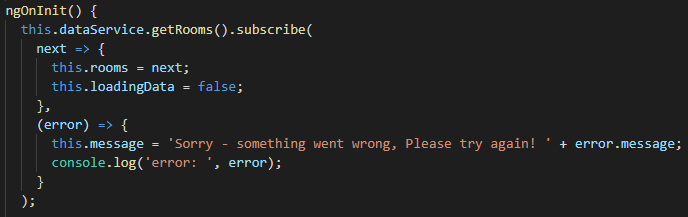 ngOnInit() {
this.dataService.getRooms().subscribe(
next => {
this.rooms = next;
this.loadingData = false;
},
(error) => {
this.message = 'Sorry - something went wrong, Please try again! ' + error.message;
console.log('error: ', error);
}
);